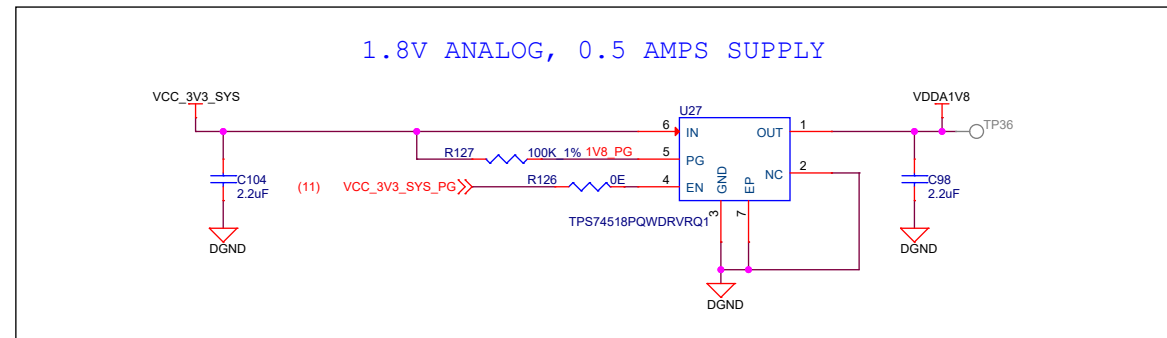 1.8V ANALOG, 0.5 AMPS SUPPLY
VCC_3V3_SYS
VDDA1V8
U27
TP36
6 IN
OUT 1
R127 100K_1% 1V8_PG 5 PG
NC 2
(11) VCC_3V3_SYS_PG R126 0E 4 EN
GND
EP
C104
2.2uF
C98
2.2uF
3
7
TPS74518PQWDRVRQ1
DGND
DGND
DGND